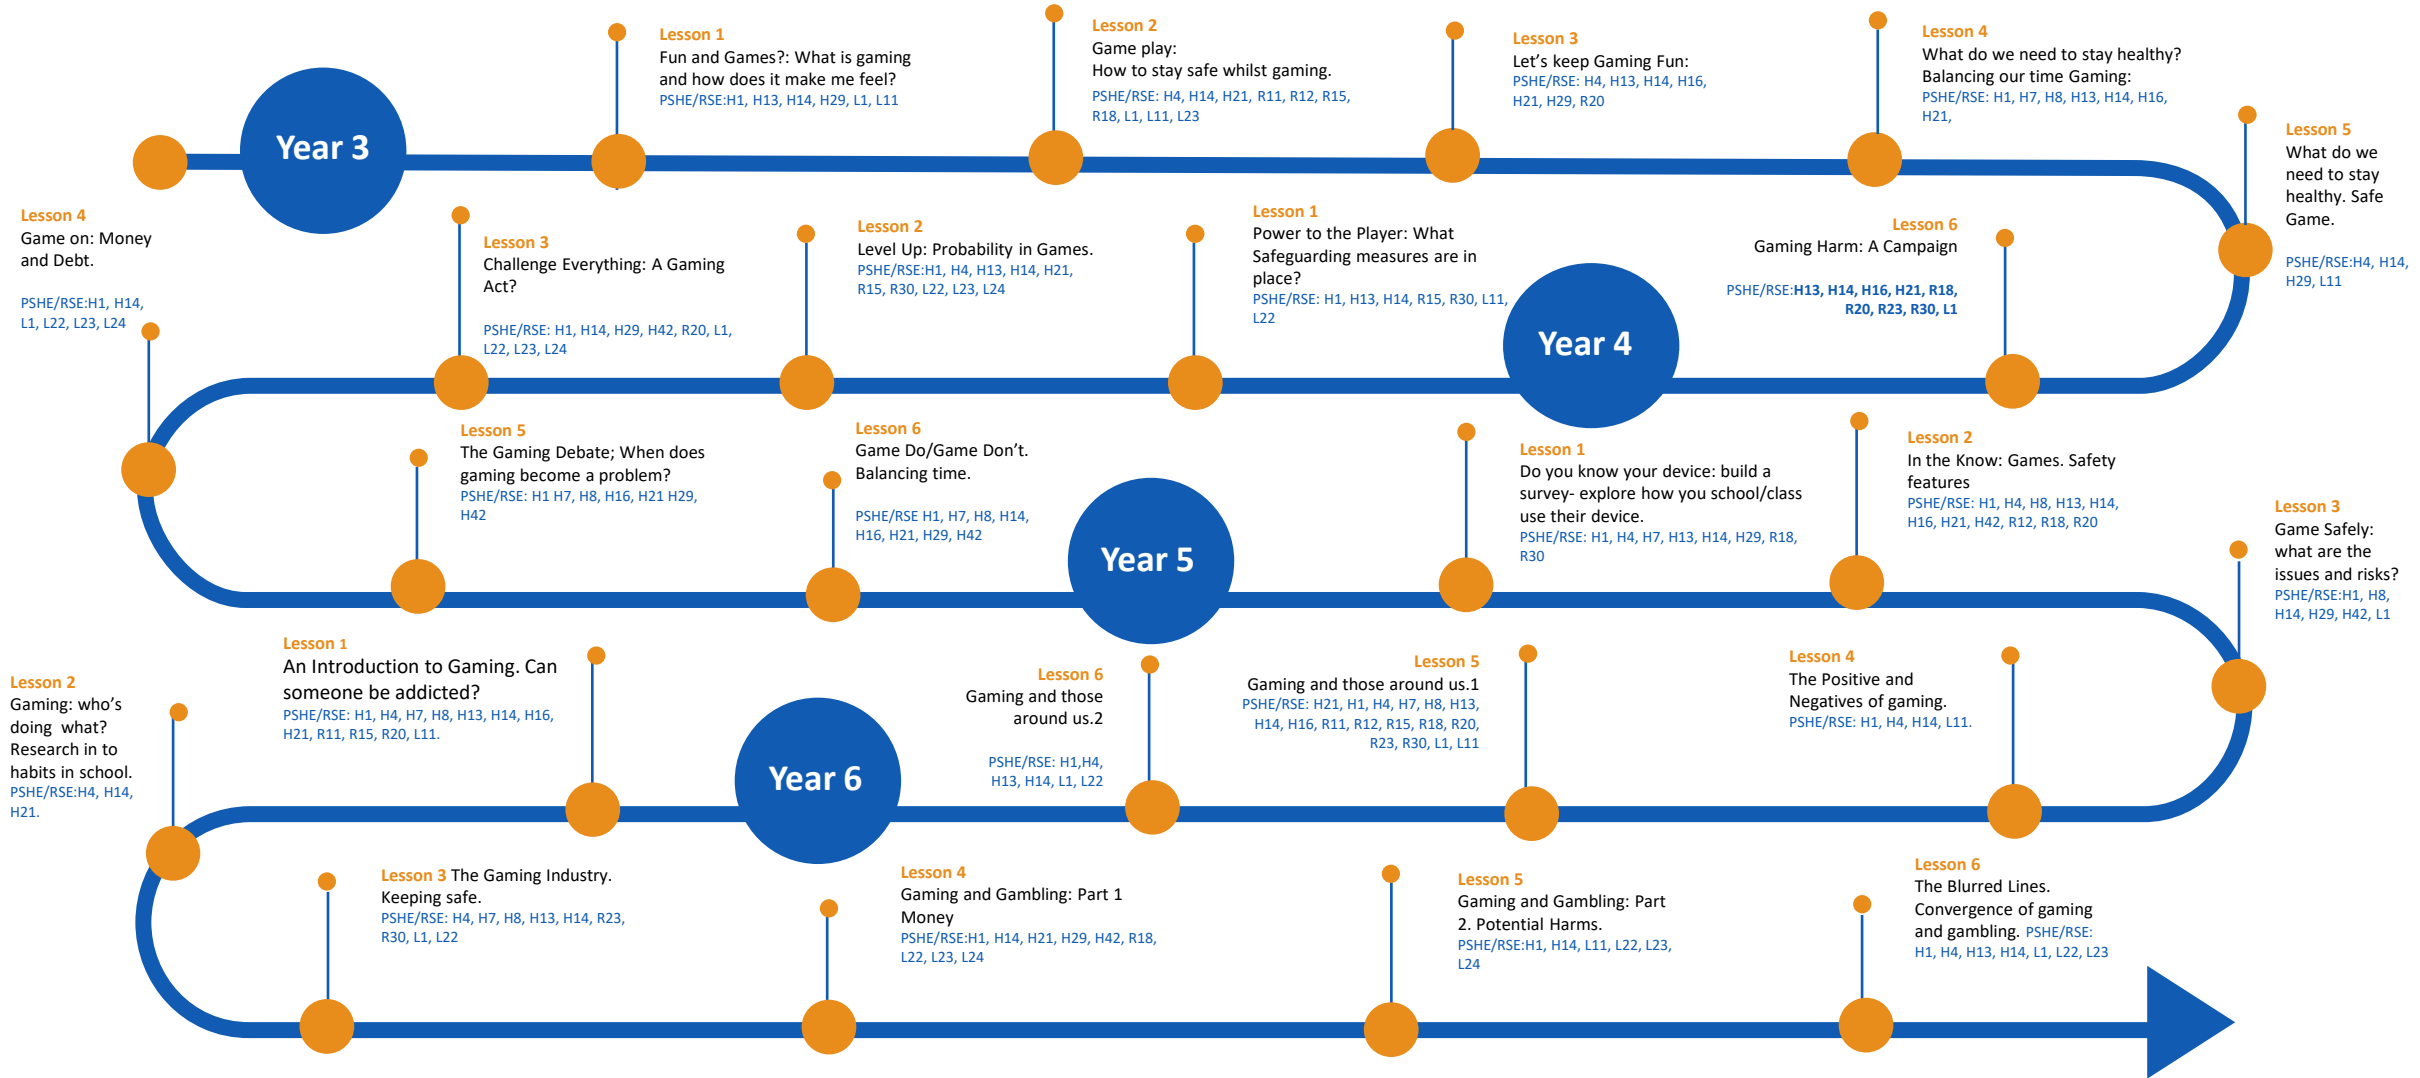 Year 3
Lesson 1
Fun and Games?: What is gaming
and how does it make me feel?
PSHE/RSE:H1, H13, H14, H29, L1, L11
Lesson 2
Game play:
How to stay safe whilst gaming.
PSHE/RSE: H4, H14, H21, R11, R12, R15,
R18, L1, L11, L23
Lesson 3
Let’s keep Gaming Fun:
PSHE/RSE: H4, H13, H14, H16,
H21, H29, R20
Lesson 4
What do we need to stay healthy?
Balancing our time Gaming:
PSHE/RSE: H1, H7, H8, H13, H14, H16,
H21,
Lesson 5
What do we
need to stay
healthy. Safe
Game.
PSHE/RSE:H4, H14,
H29, L11
Lesson 6
Gaming Harm: A Campaign
PSHE/RSE:H13, H14, H16, H21, R18,
R20, R23, R30, L1
Year 4
Lesson 1
Power to the Player: What
Safeguarding measures are in
place?
PSHE/RSE: H1, H13, H14, R15, R30, L11,
L22
Lesson 2
Level Up: Probability in Games.
PSHE/RSE:H1, H4, H13, H14, H21,
R15, R30, L22, L23, L24
Lesson 3
Challenge Everything: A Gaming
Act?
PSHE/RSE: H1, H14, H29, H42, R20, L1,
L22, L23, L24
Lesson 4
Game on: Money
and Debt.
PSHE/RSE:H1, H14,
L1, L22, L23, L24
Lesson 5
The Gaming Debate; When does
gaming become a problem?
PSHE/RSE: H1 H7, H8, H16, H21 H29,
H42
Lesson 6
Game Do/Game Don’t.
Balancing time.
PSHE/RSE H1, H7, H8, H14,
H16, H21, H29, H42
Year 5
Lesson 1
Do you know your device: build a
survey- explore how you school/class
use their device.
PSHE/RSE: H1, H4, H7, H13, H14, H29, R18,
R30
Lesson 2
In the Know: Games. Safety
features
PSHE/RSE: H1, H4, H8, H13, H14,
H16, H21, H42, R12, R18, R20
Lesson 3
Game Safely:
what are the
issues and risks?
PSHE/RSE:H1, H8,
H14, H29, H42, L1
Lesson 4
The Positive and
Negatives of gaming.
PSHE/RSE: H1, H4, H14, L11.
Lesson 5
Gaming and those around us.1
PSHE/RSE: H21, H1, H4, H7, H8, H13,
H14, H16, R11, R12, R15, R18, R20,
R23, R30, L1, L11
Lesson 6
Gaming and those
around us.2
PSHE/RSE: H1,H4,
H13, H14, L1, L22
Year 6
Lesson 1
An Introduction to Gaming. Can
someone be addicted?
PSHE/RSE: H1, H4, H7, H8, H13, H14, H16,
H21, R11, R15, R20, L11.
Lesson 2
Gaming: who’s
doing what?
Research in to
habits in school.
PSHE/RSE:H4, H14,
H21.
Lesson 3 The Gaming Industry.
Keeping safe.
PSHE/RSE: H4, H7, H8, H13, H14, R23,
R30, L1, L22
Lesson 4
Gaming and Gambling: Part 1
Money
PSHE/RSE:H1, H14, H21, H29, H42, R18,
L22, L23, L24
Lesson 5
Gaming and Gambling: Part
2. Potential Harms.
PSHE/RSE:H1, H14, L11, L22, L23,
L24
Lesson 6
The Blurred Lines.
Convergence of gaming
and gambling. PSHE/RSE:
H1, H4, H13, H14, L1, L22, L23